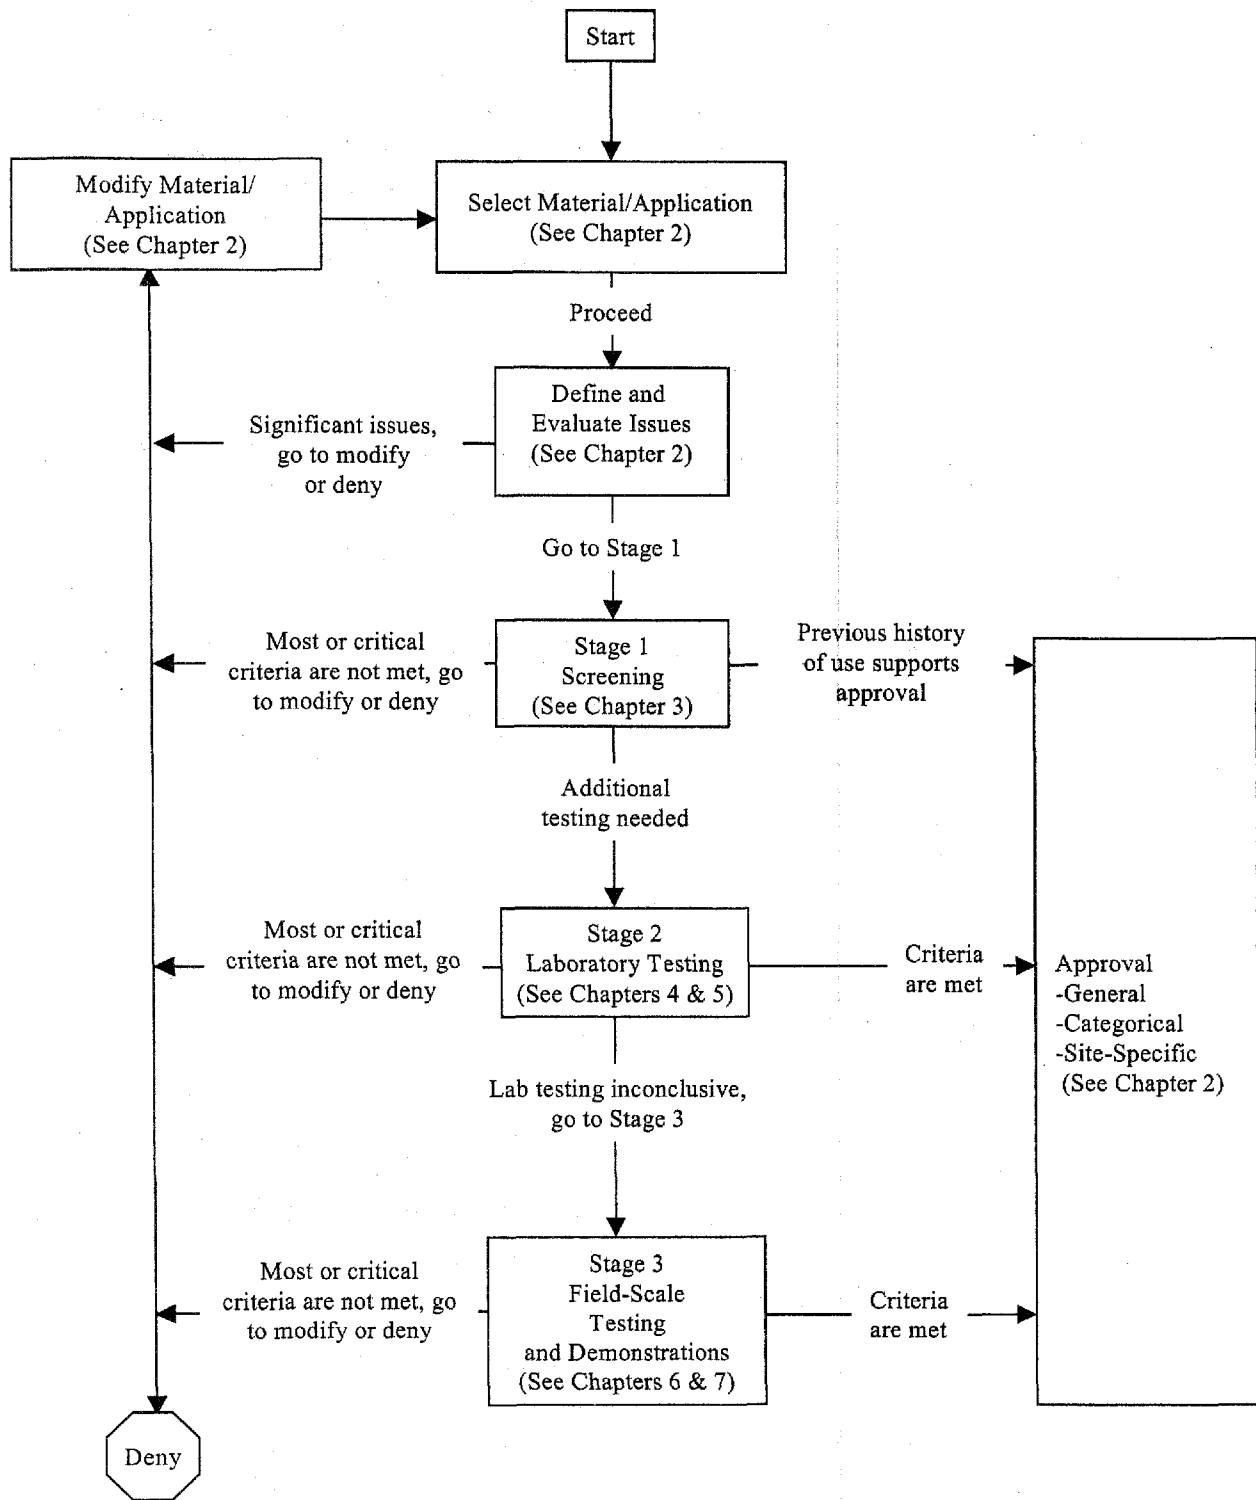 Start
Modify Material/
Application
(See Chapter 2)
Select Material/Application
(See Chapter 2)
Proceed
Define and
Evaluate Issues
(See Chapter 2)
Significant issues,
go to modify
or deny
Go to Stage 1
Most or critical
criteria are not met, go
to modify or deny
Stage 1
Screening
(See Chapter 3)
Previous history
of use supports
approval
Additional
testing needed
Most or critical
criteria are not met, go
to modify or deny
Stage 2
Laboratory Testing
(See Chapters 4 & 5)
Criteria
are met
Approval
-General
-Categorical
-Site-Specific
(See Chapter 2)
Lab testing inconclusive,
go to Stage 3
Most or critical
criteria are not met, go
to modify or deny
Stage 3
Field-Scale
Testing
and Demonstrations
(See Chapters 6 & 7)
Criteria
are met
Deny